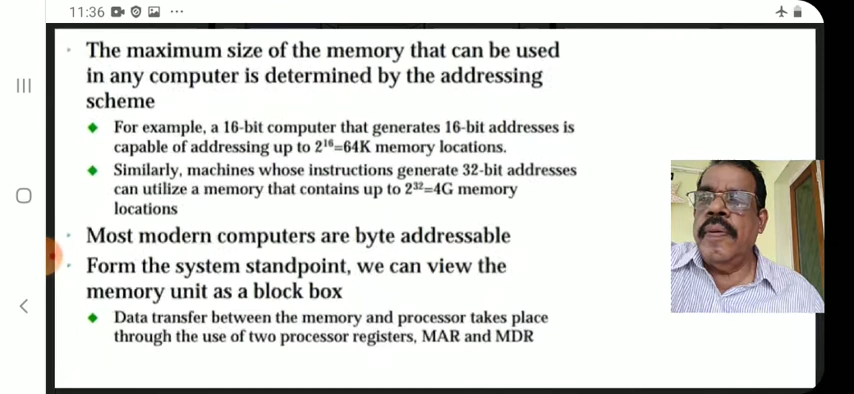 11:36
The maximum size of the memory that can be used
in any computer is determined by the addressing
scheme
For example, a 16-bit computer that generates 16-bit addresses is
capable of addressing up to 2¹⁶=64K memory locations.
Similarly, machines whose instructions generate 32-bit addresses
can utilize a memory that contains up to 2³²=4G memory
locations
Most modern computers are byte addressable
Form the system standpoint, we can view the
memory unit as a block box
Data transfer between the memory and processor takes place
through the use of two processor registers, MAR and MDR